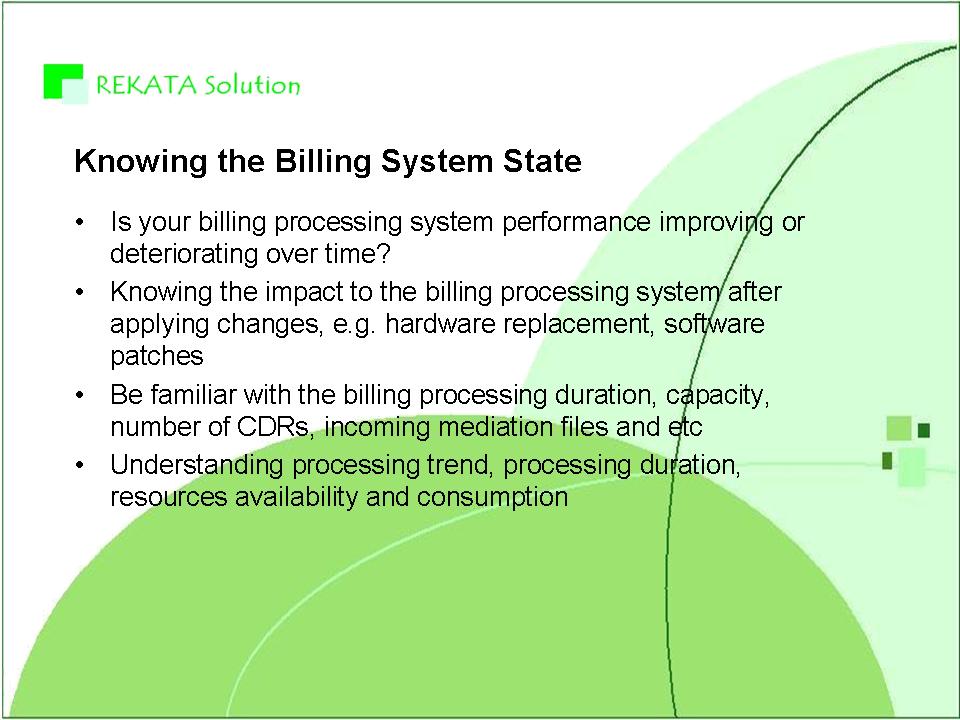 REKATA Solution
Knowing the Billing System State
• Is your billing processing system performance improving or
deteriorating over time?
• Knowing the impact to the billing processing system after
applying changes, e.g. hardware replacement, software
patches
• Be familiar with the billing processing duration, capacity,
number of CDRs, incoming mediation files and etc
• Understanding processing trend, processing duration,
resources availability and consumption